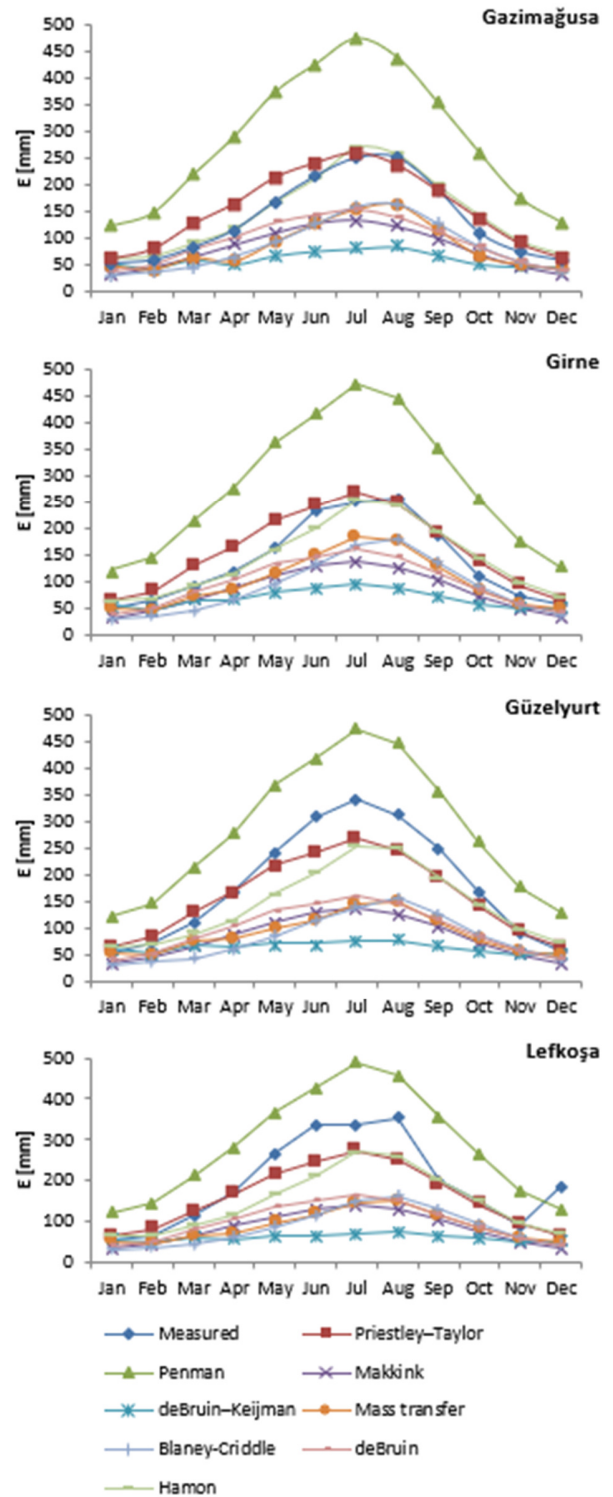 Gazimağusa
E [mm]
500
450
400
350
300
250
200
150
100
50
0
Jan Feb Mar Apr May Jun Jul Aug Sep Oct Nov Dec
Girne
E [mm]
500
450
400
350
300
250
200
150
100
50
0
Jan Feb Mar Apr May Jun Jul Aug Sep Oct Nov Dec
Güzelyurt
E [mm]
500
450
400
350
300
250
200
150
100
50
0
Jan Feb Mar Apr May Jun Jul Aug Sep Oct Nov Dec
Lefkoşa
E [mm]
500
400
300
200
100
0
Jan Feb Mar Apr May Jun Jul Aug Sep Oct Nov Dec
Measured Priestley–Taylor
Penman Makkink
deBruin–Keijman Mass transfer
Blaney-Criddle deBruin
Hamon